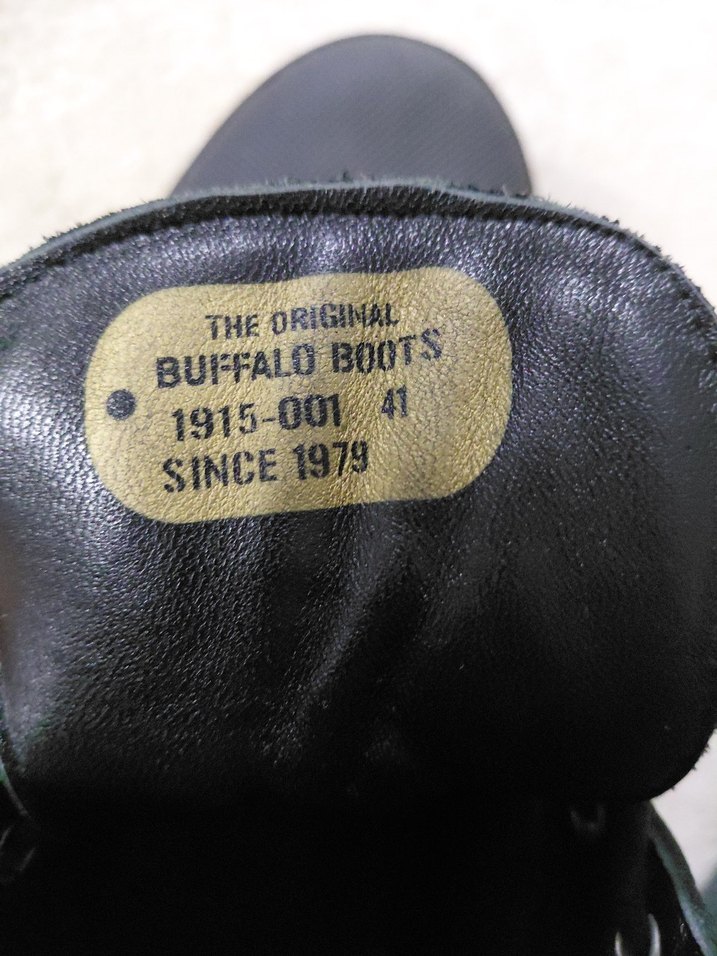 THE ORIGINAL
BUFFALO BOOTS
1915-001 41
SINCE 1979